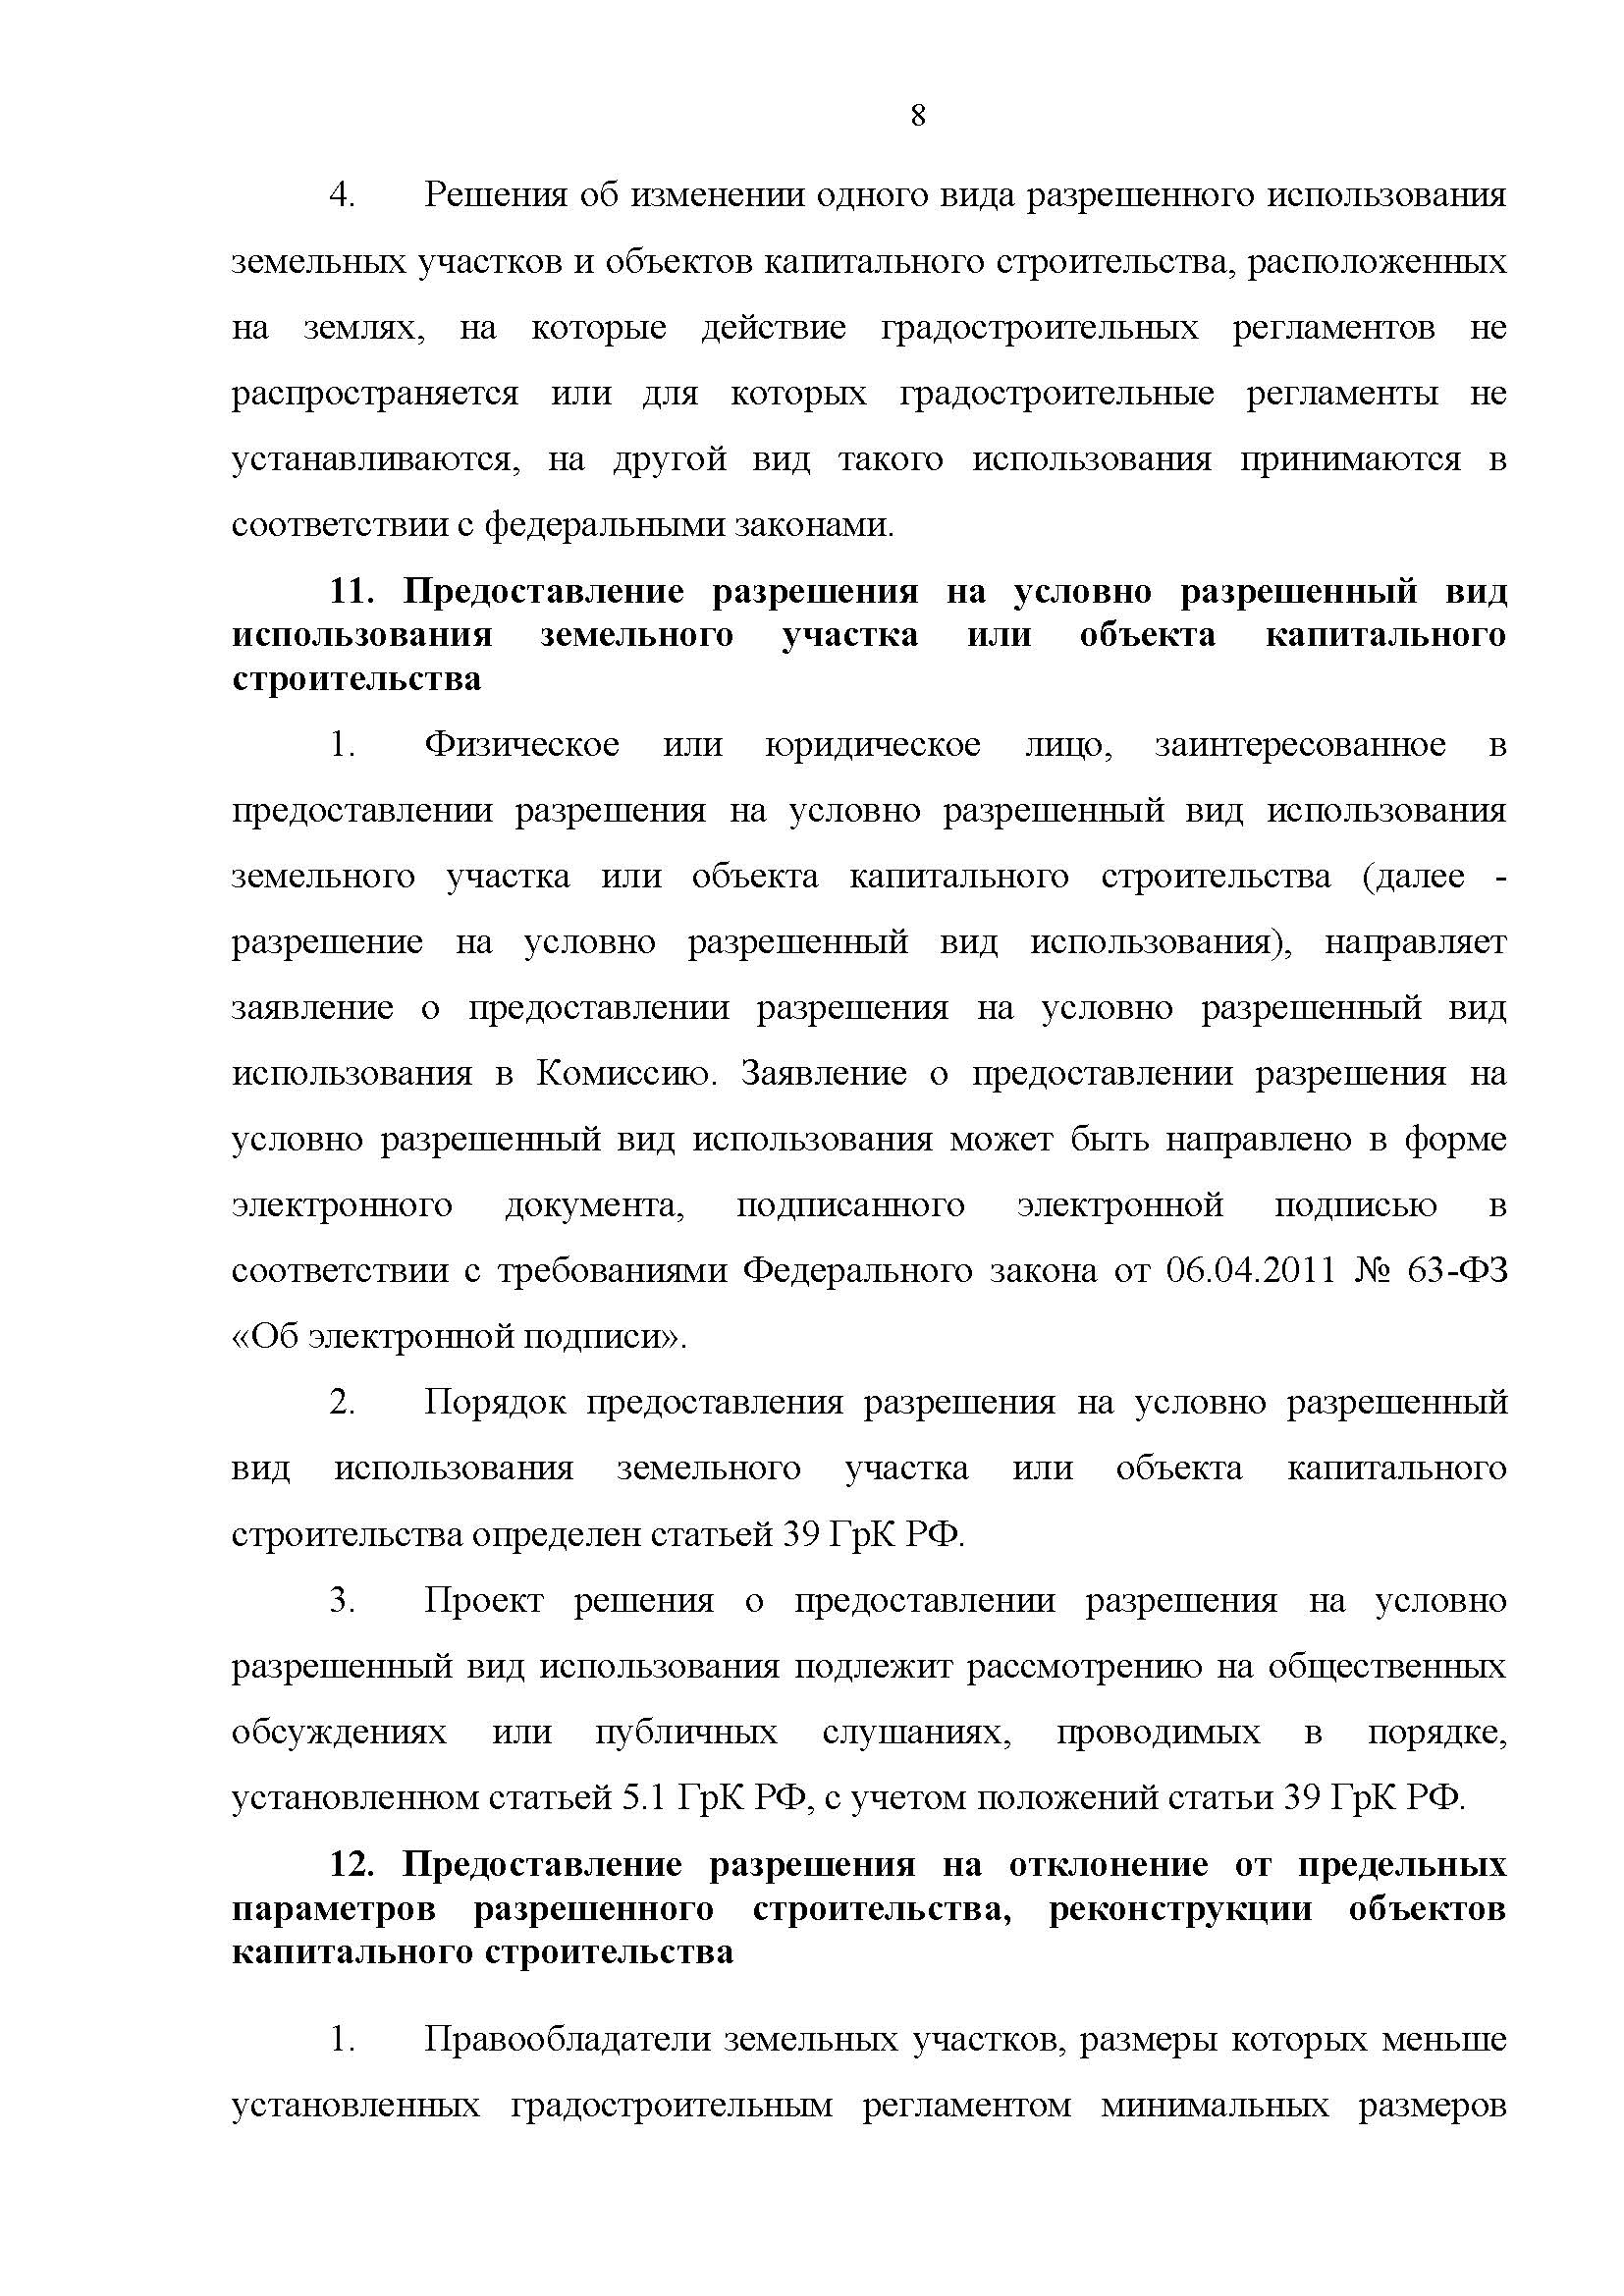 8
4. Решения об изменении одного вида разрешенного использования
земельных участков и объектов капитального строительства, расположенных
на землях, на которые действие градостроительных регламентов не
распространяется или для которых градостроительные регламенты не
устанавливаются, на другой вид такого использования принимаются в
соответствии с федеральными законами.
11. Предоставление разрешения на условно разрешенный вид
использования земельного участка или объекта капитального
строительства
1. Физическое или юридическое лицо, заинтересованное в
предоставлении разрешения на условно разрешенный вид использования
земельного участка или объекта капитального строительства (далее -
разрешение на условно разрешенный вид использования), направляет
заявление о предоставлении разрешения на условно разрешенный вид
использования в Комиссию. Заявление о предоставлении разрешения на
условно разрешенный вид использования может быть направлено в форме
электронного документа, подписанного электронной подписью в
соответствии с требованиями Федерального закона от 06.04.2011 № 63-ФЗ
«Об электронной подписи».
2. Порядок предоставления разрешения на условно разрешенный
вид использования земельного участка или объекта капитального
строительства определен статьей 39 ГрК РФ.
3. Проект решения о предоставлении разрешения на условно
разрешенный вид использования подлежит рассмотрению на общественных
обсуждениях или публичных слушаниях, проводимых в порядке,
установленном статьей 5.1 ГрК РФ, с учетом положений статьи 39 ГрК РФ.
12. Предоставление разрешения на отклонение от предельных
параметров разрешенного строительства, реконструкции объектов
капитального строительства
1. Правообладатели земельных участков, размеры которых меньше
установленных градостроительным регламентом минимальных размеров